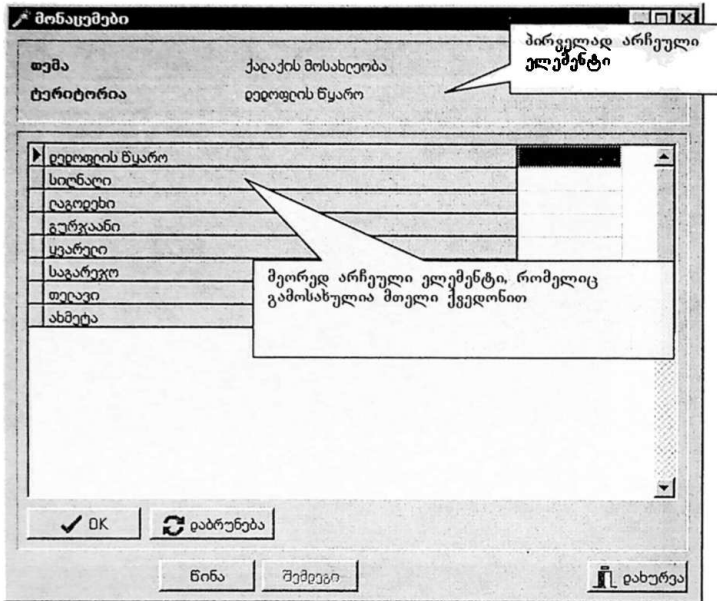 მონაცემები
პირველად არჩეული
ელემენტი
თემა ქალაქის მოსახლეობა
ტერიტორია დედოფლის წყარო
დედოფლის წყარო
სიღნაღი
ლაგოდეხი
გურჯაანი
ყვარელი
საგარეჯო
თელავი
ახმეტა
მეორედ არჩეული ელემენტი, რომელიც
გამოსახულია მთელი ქვედონით
OK დაბრუნება
წინა შემდეგი დახურვა